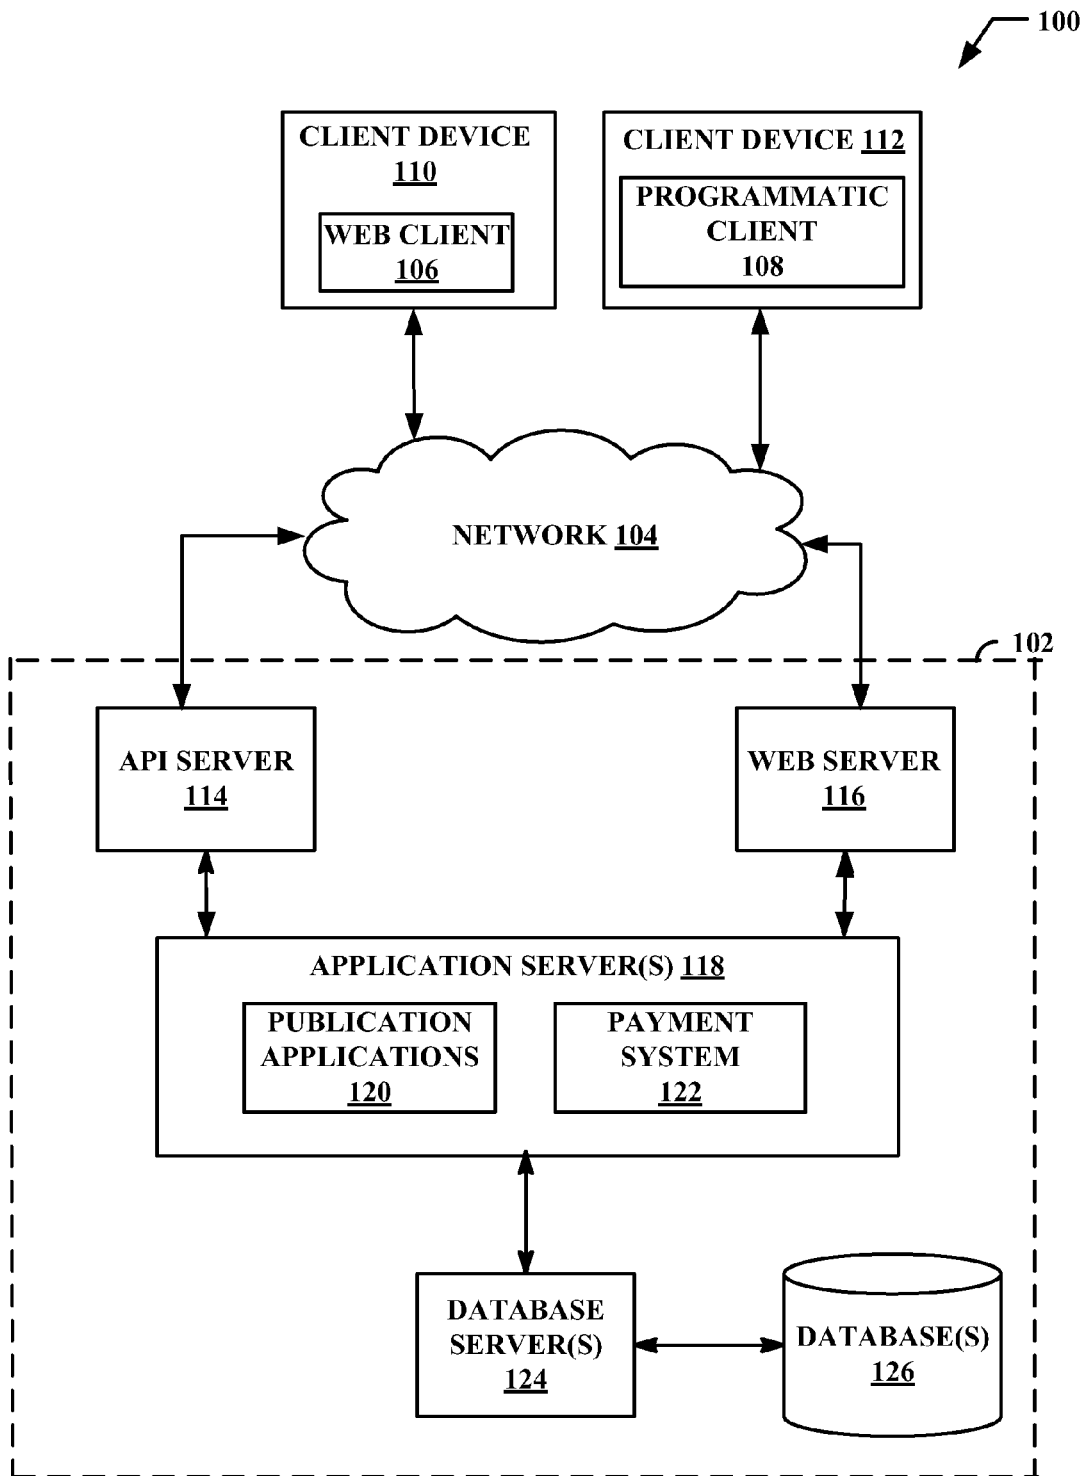 100
CLIENT DEVICE
110
WEB CLIENT
106
CLIENT DEVICE 112
PROGRAMMATIC
CLIENT
108
NETWORK 104
102
API SERVER
114
WEB SERVER
116
APPLICATION SERVER(S) 118
PUBLICATION
APPLICATIONS
120
PAYMENT
SYSTEM
122
DATABASE
SERVER(S)
124
DATABASE(S)
126